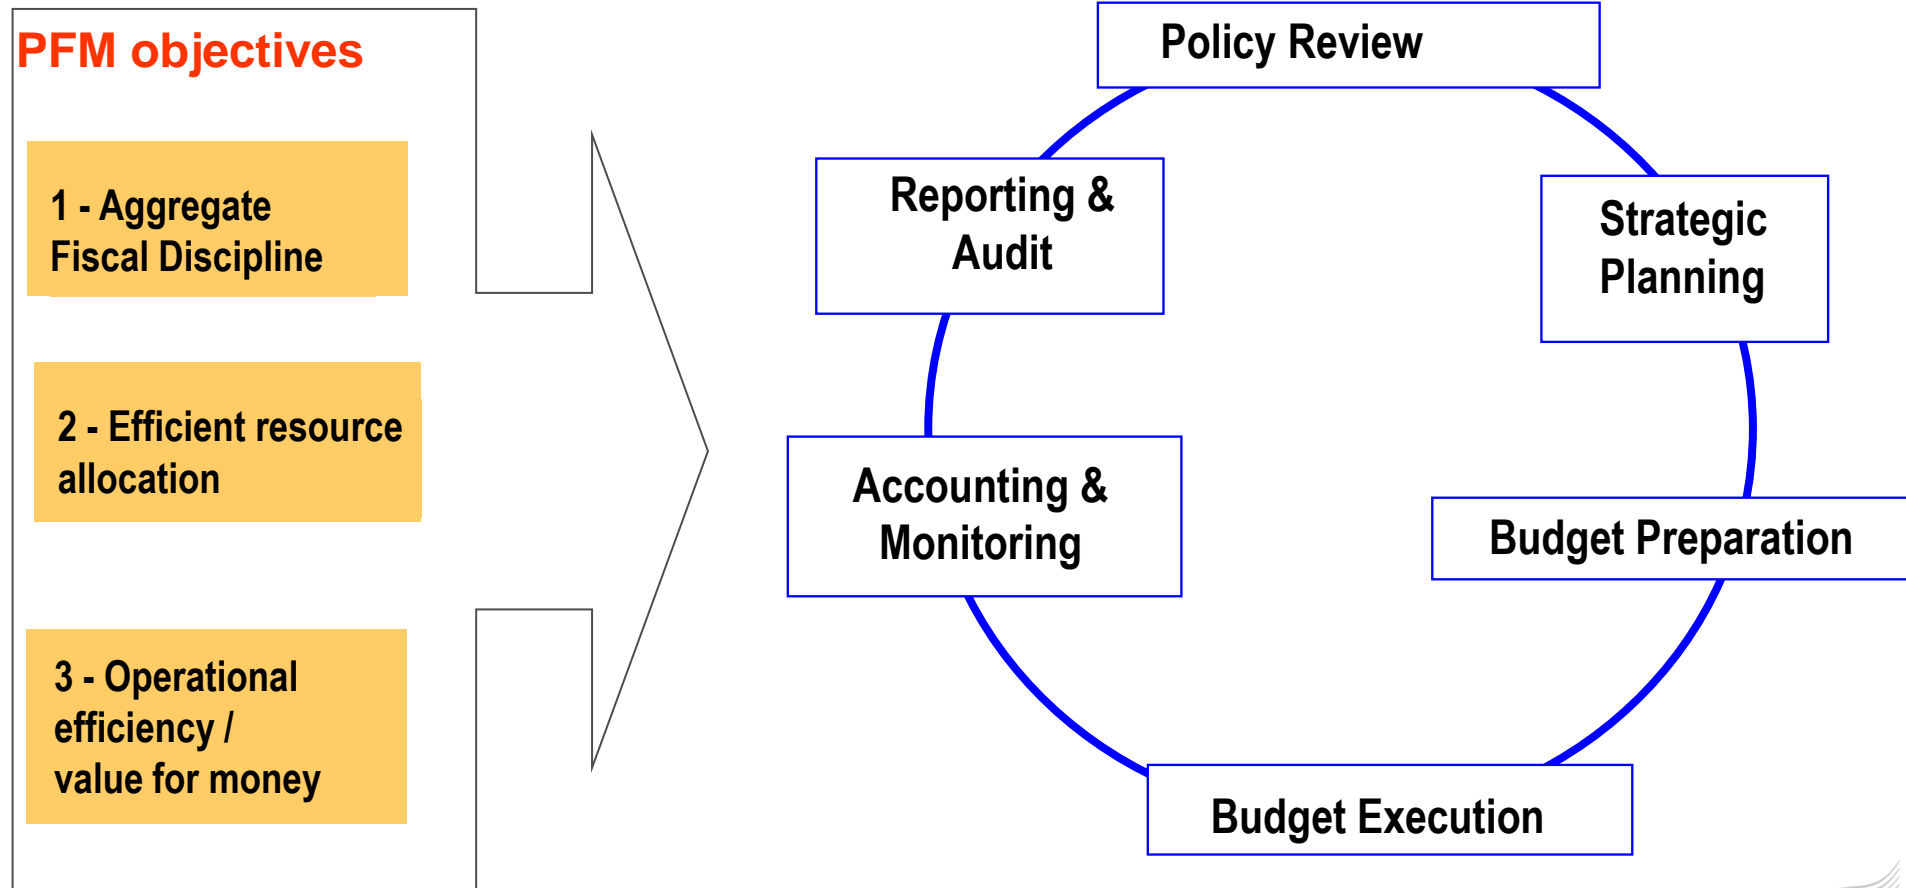 PFM objectives
1 - Aggregate
Fiscal Discipline
2 - Efficient resource
allocation
3 - Operational
efficiency /
value for money
Policy Review
Strategic
Planning
Budget Preparation
Budget Execution
Accounting &
Monitoring
Reporting &
Audit